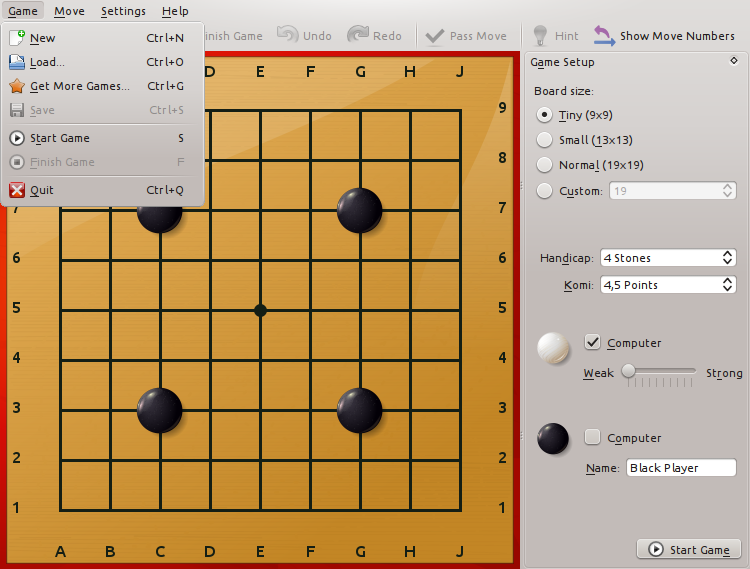 Game Move Settings Help
New Ctrl+N
Load... Ctrl+O
Get More Games... Ctrl+G
Save Ctrl+S
Start Game S
Finish Game F
Quit Ctrl+Q
Finish Game Undo Redo Pass Move Hint Show Move Numbers
D E F G H J
9
8
7 7
6 6
5 5
4 4
3 3
2 2
1 1
A B C D E F G H J
Game Setup
Board size:
Tiny (9x9)
Small (13x13)
Normal (19x19)
Custom: 19
Handicap: 4 Stones
Komi: 4,5 Points
Computer
Weak Strong
Computer
Name: Black Player
Start Game